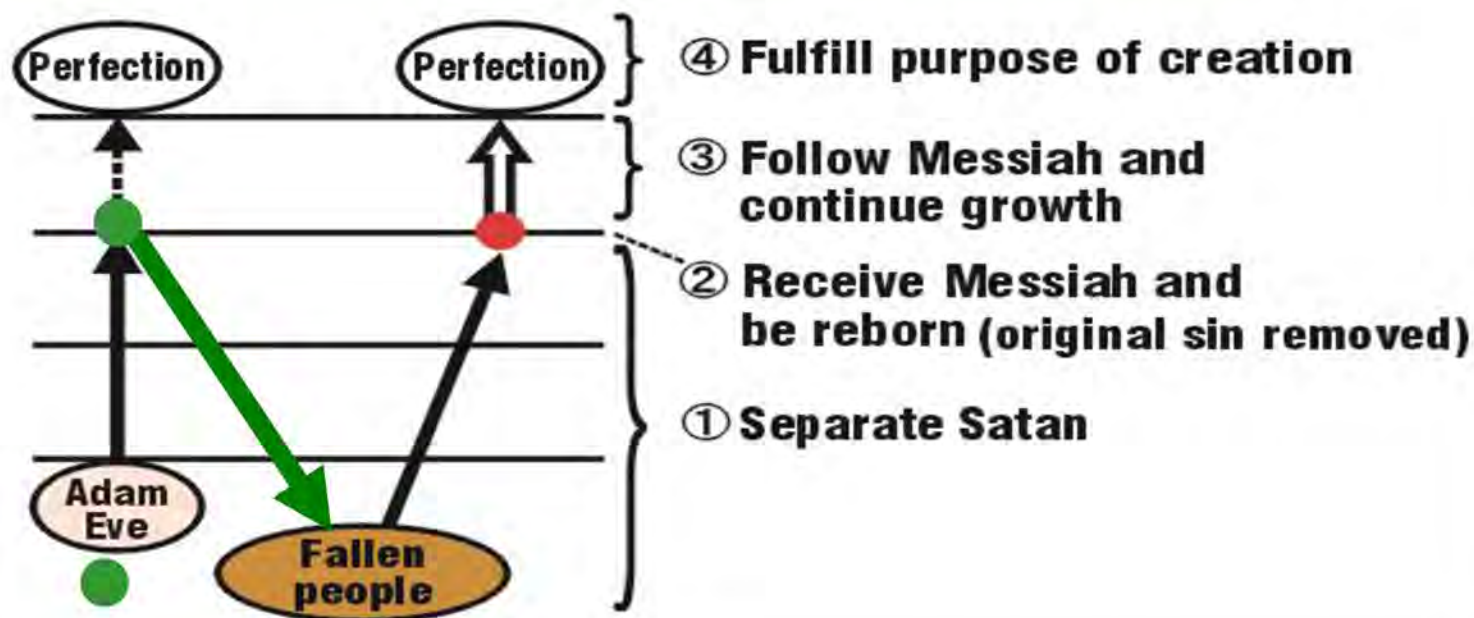 Perfection
Perfection
④ Fulfill purpose of creation
③ Follow Messiah and
continue growth
② Receive Messiah and
be reborn (original sin removed)
① Separate Satan
Adam
Eve
Fallen
people